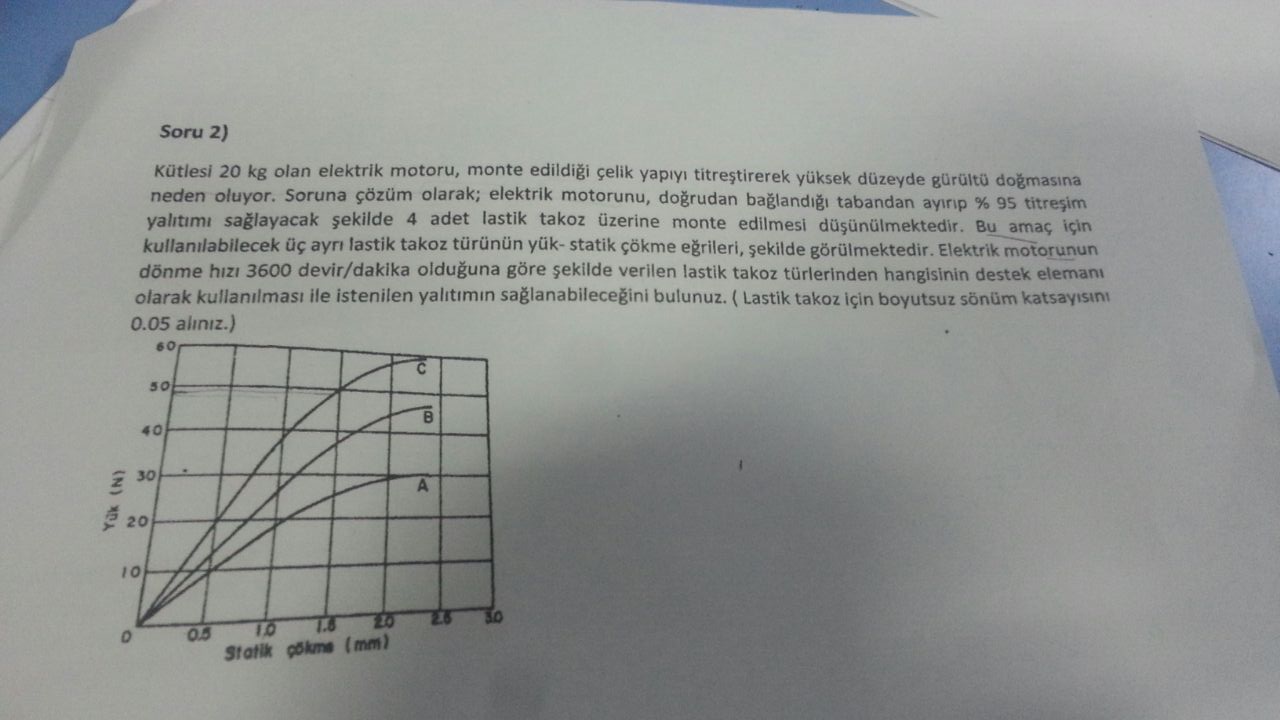 Soru 2)
Kütlesi 20 kg olan elektrik motoru, monte edildiği çelik yapıyı titreştirerek yüksek düzeyde gürültü doğmasına
neden oluyor. Soruna çözüm olarak; elektrik motorunu, doğrudan bağlandığı tabandan ayırıp % 95 titreşim
yalıtımı sağlayacak şekilde 4 adet lastik takoz üzerine monte edilmesi düşünülmektedir. Bu amaç için
kullanılabilecek üç ayrı lastik takoz türünün yük- statik çökme eğrileri, şekilde görülmektedir. Elektrik motorunun
dönme hızı 3600 devir/dakika olduğuna göre şekilde verilen lastik takoz türlerinden hangisinin destek elemanı
olarak kullanılması ile istenilen yalıtımın sağlanabileceğini bulunuz. ( Lastik takoz için boyutsuz sönüm katsayısını
0.05 alınız.)
60
C
50
B
40
30
A
Yük (N)
20
10
0 0.5 1.0 1.5 2.0 2.5 3.0
Statik çökme (mm)